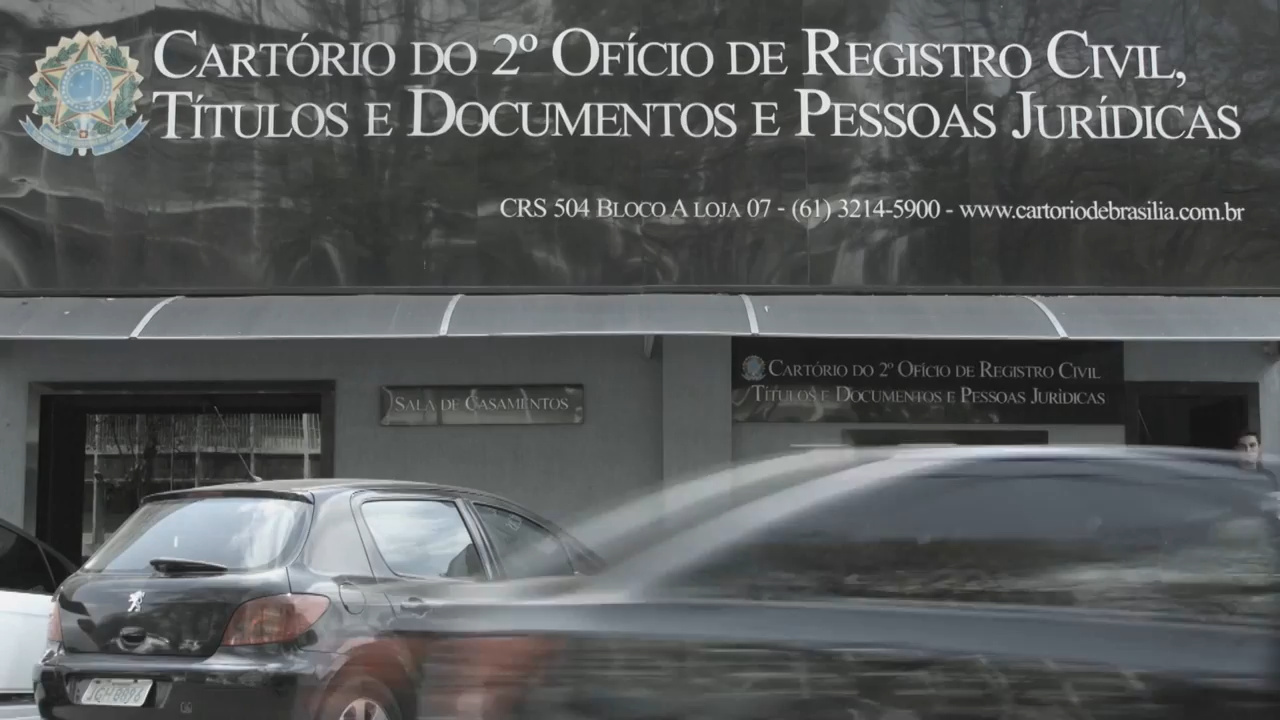 CARTÓRIO DO 2º OFÍCIO DE REGISTRO CIVIL,
TÍTULOS E DOCUMENTOS E PESSOAS JURÍDICAS
CRS 504 BLOCO A LOJA 07 - (61) 3214-5900 - www.cartoriodebrasilia.com.br
CARTÓRIO DO 2º OFÍCIO DE REGISTRO CIVIL
TÍTULOS E DOCUMENTOS E PESSOAS JURÍDICAS
SALA DE CASAMENTOS